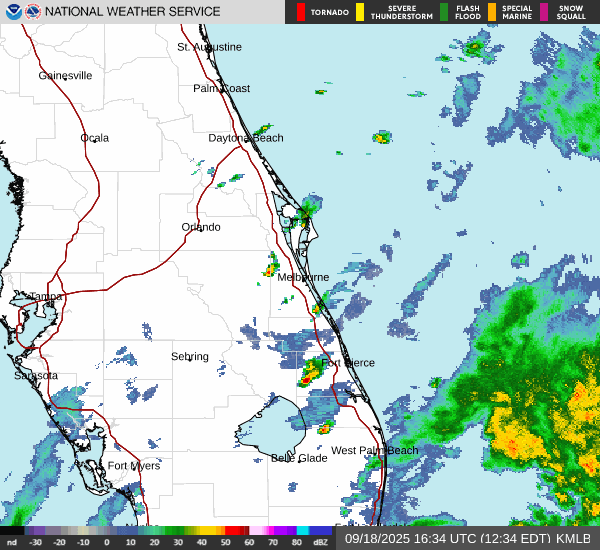 NATIONAL WEATHER SERVICE
TORNADO
SEVERE THUNDERSTORM
FLASH FLOOD
SPECIAL MARINE
SNOW SQUALL
St. Augustine
Gainesville
Palm Coast
Ocala
Daytona Beach
Orlando
Melbourne
Tampa
Sebring
Fort Pierce
Sarasota
West Palm Beach
Belle Glade
Fort Myers
nd -30 -20 -10 0 10 20 30 40 50 60 70 80 dBZ
09/18/2025 16:34 UTC (12:34 EDT) KMLB